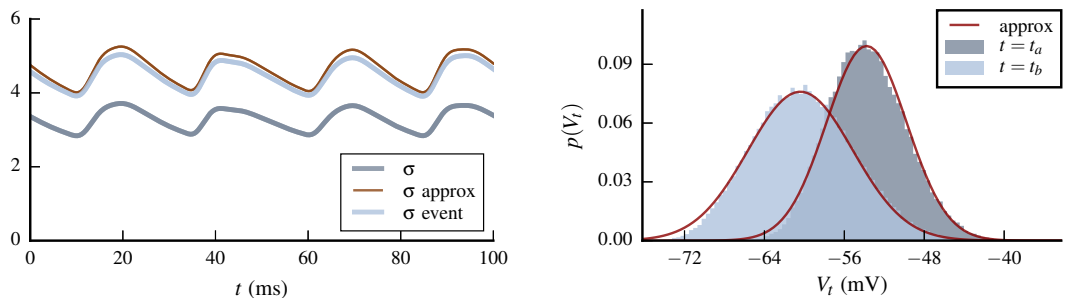 6
4
2
0
0 20 40 60 80 100
t (ms)
σ
σ approx
σ event
0.09
0.06
0.03
0.00
p(V_t)
−72 −64 −56 −48 −40
V_t (mV)
approx
t = t_a
t = t_b